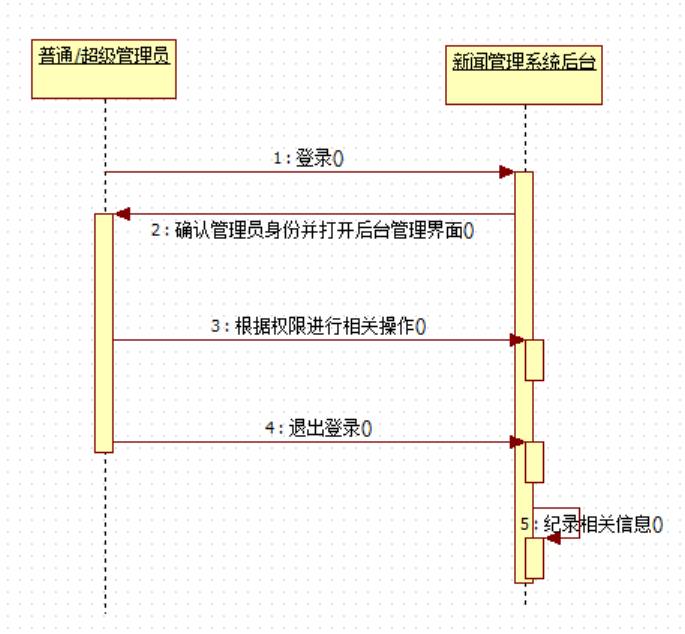 普通/超级管理员
新闻管理系统后台
1:登录()
2:确认管理员身份并打开后台管理界面()
3:根据权限进行相关操作()
4:退出登录()
5:纪录相关信息()